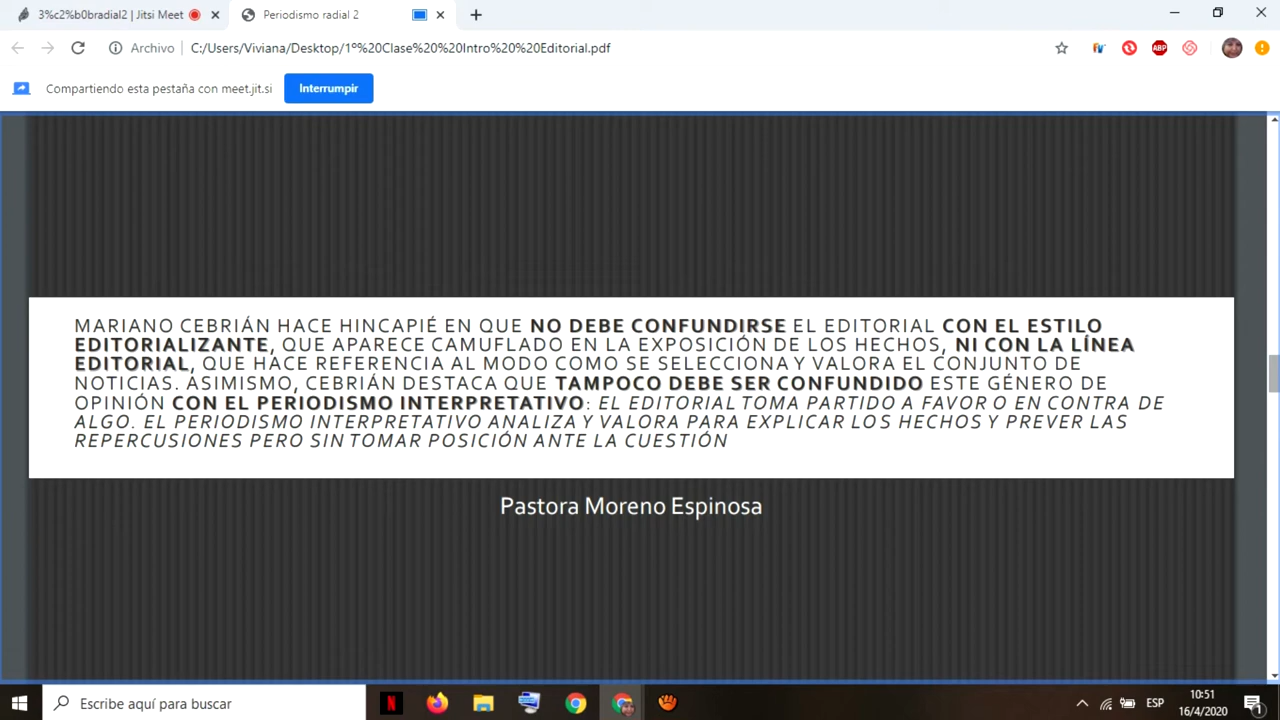 3%c2%b0bradial2 | Jitsi Meet
Periodismo radial 2
Archivo
C:/Users/Viviana/Desktop/1º%20Clase%20%20Intro%20%20Editorial.pdf
ABP
Compartiendo esta pestaña con meet.jit.si
Interrumpir
MARIANO CEBRIÁN HACE HINCAPIÉ EN QUE NO DEBE CONFUNDIRSE EL EDITORIAL CON EL ESTILO
EDITORIALIZANTE, QUE APARECE CAMUFLADO EN LA EXPOSICIÓN DE LOS HECHOS, NI CON LA LÍNEA
EDITORIAL, QUE HACE REFERENCIA AL MODO COMO SE SELECCIONA Y VALORA EL CONJUNTO DE
NOTICIAS. ASIMISMO, CEBRIÁN DESTACA QUE TAMPOCO DEBE SER CONFUNDIDO ESTE GÉNERO DE
OPINIÓN CON EL PERIODISMO INTERPRETATIVO: EL EDITORIAL TOMA PARTIDO A FAVOR O EN CONTRA DE
ALGO. EL PERIODISMO INTERPRETATIVO ANALIZA Y VALORA PARA EXPLICAR LOS HECHOS Y PREVER LAS
REPERCUSIONES PERO SIN TOMAR POSICIÓN ANTE LA CUESTIÓN
Pastora Moreno Espinosa
Escribe aquí para buscar
N
ESP
10:51
16/4/2020
1